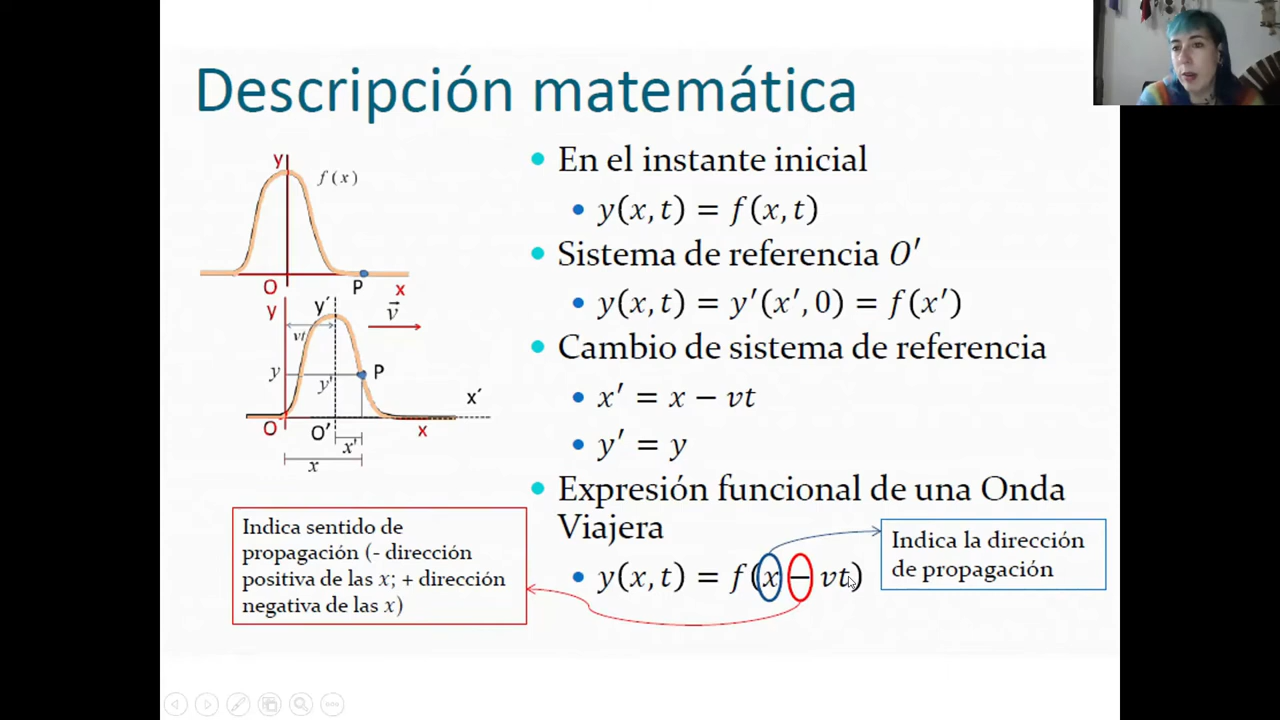 Descripción matemática
y
f(x)
O
P
x
y
y´
v⃗
vt
y
y'
P
x´
O
O'
x
x'
x
• En el instante inicial
• y(x, t) = f(x, t)
• Sistema de referencia O′
• y(x, t) = y′(x′, 0) = f(x′)
• Cambio de sistema de referencia
• x′ = x − vt
• y′ = y
• Expresión funcional de una Onda
Viajera
• y(x, t) = f(x − vt)
Indica sentido de
propagación (- dirección
positiva de las x; + dirección
negativa de las x)
Indica la dirección
de propagación